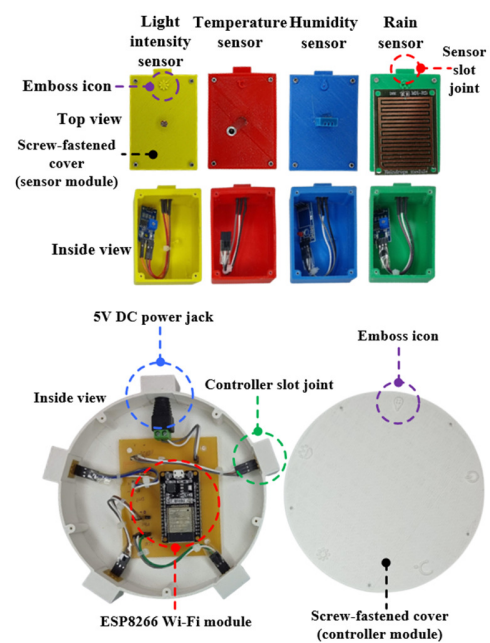 Light
intensity
sensor
Temperature
sensor
Humidity
sensor
Rain
sensor
Sensor
slot
joint
Emboss icon
Top view
Screw-fastened
cover
(sensor module)
Inside view
5V DC power jack
Emboss icon
Inside view
Controller slot joint
ESP8266 Wi-Fi module
Screw-fastened cover
(controller module)